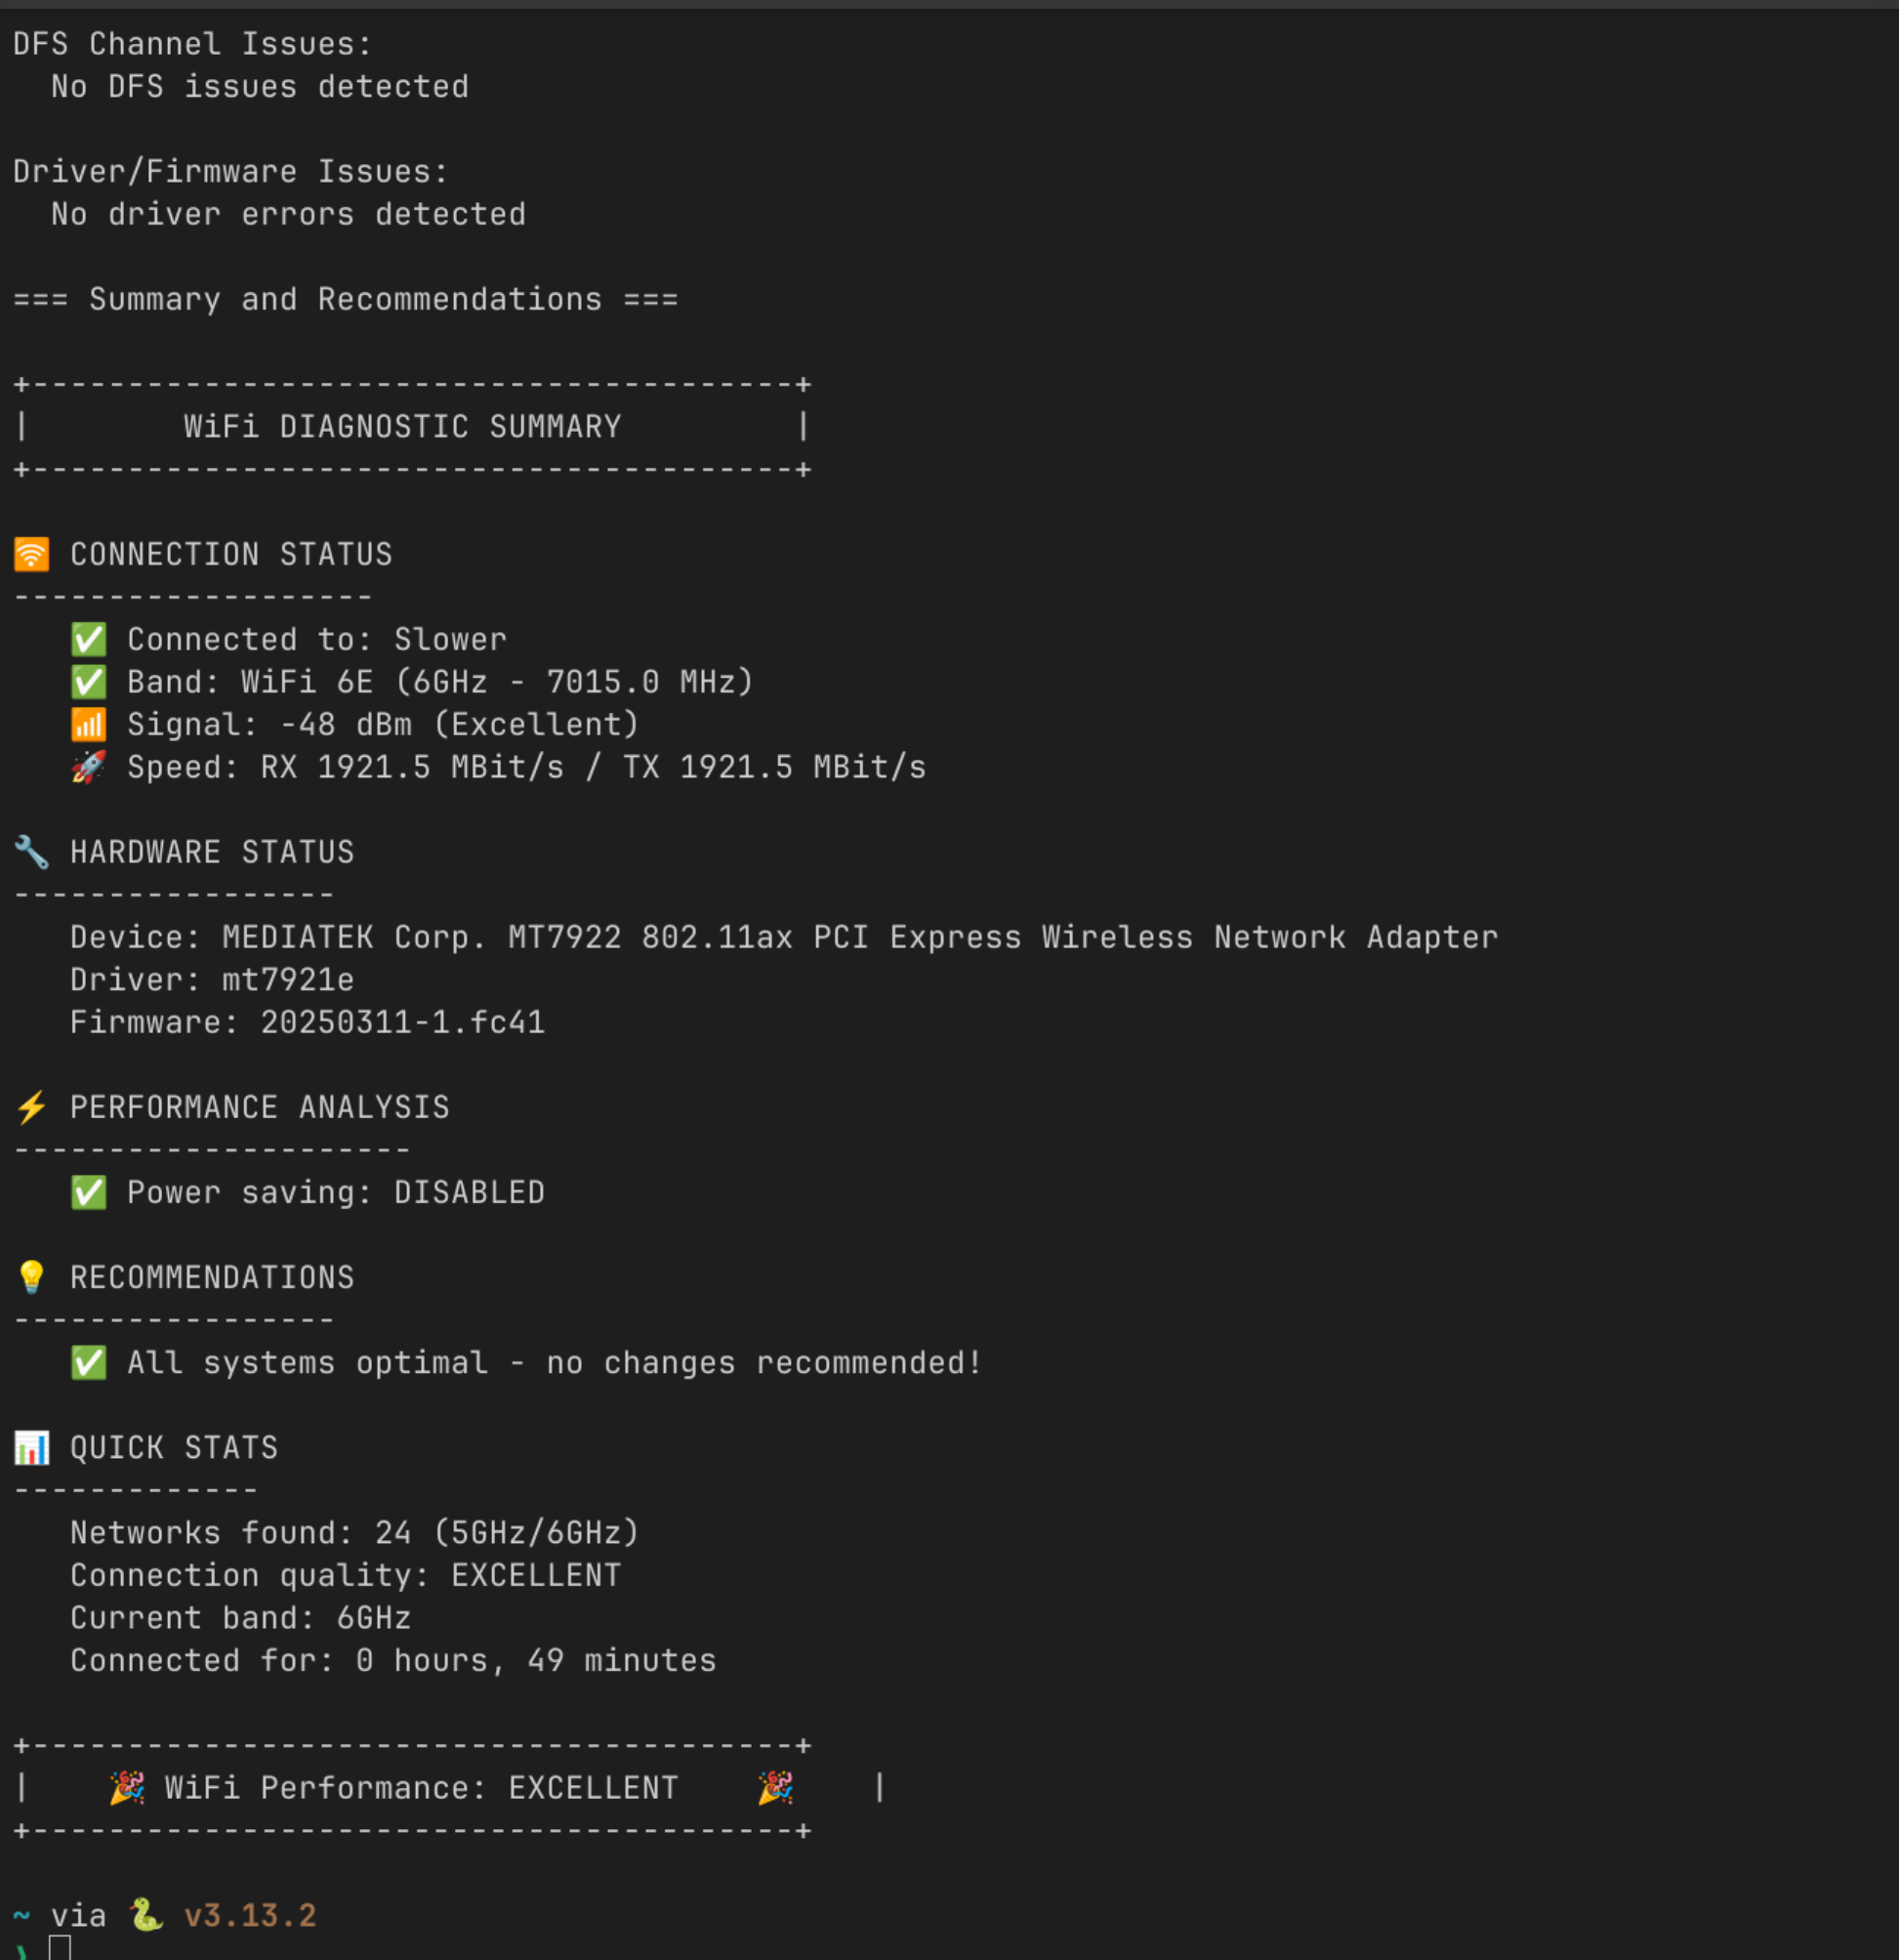 DFS Channel Issues:
  No DFS issues detected

Driver/Firmware Issues:
  No driver errors detected

=== Summary and Recommendations ===

+----------------------------------------+
|        WiFi DIAGNOSTIC SUMMARY         |
+----------------------------------------+

🛜 CONNECTION STATUS
-------------------
   ✅ Connected to: Slower
   ✅ Band: WiFi 6E (6GHz - 7015.0 MHz)
   📶 Signal: -48 dBm (Excellent)
   🚀 Speed: RX 1921.5 MBit/s / TX 1921.5 MBit/s

🔧 HARDWARE STATUS
-----------------
   Device: MEDIATEK Corp. MT7922 802.11ax PCI Express Wireless Network Adapter
   Driver: mt7921e
   Firmware: 20250311-1.fc41

⚡ PERFORMANCE ANALYSIS
---------------------
   ✅ Power saving: DISABLED

💡 RECOMMENDATIONS
-----------------
   ✅ All systems optimal - no changes recommended!

📊 QUICK STATS
-------------
   Networks found: 24 (5GHz/6GHz)
   Connection quality: EXCELLENT
   Current band: 6GHz
   Connected for: 0 hours, 49 minutes

+----------------------------------------+
|    🎉 WiFi Performance: EXCELLENT    🎉    |
+----------------------------------------+

~ via 🐍 v3.13.2
❯